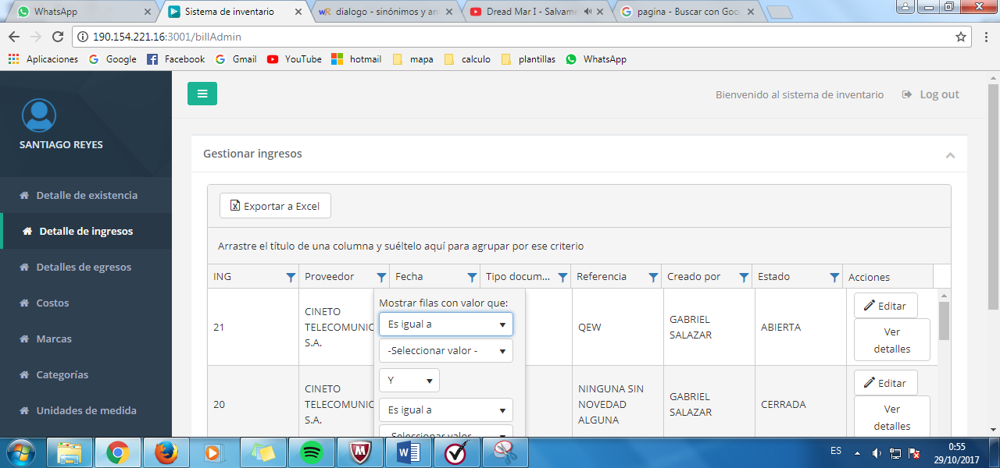 WhatsApp
Sistema de inventario
dialogo - sinónimos y an
Dread Mar I - Salvame
pagina - Buscar con Goo
190.154.221.16:3001/billAdmin
Aplicaciones
Google
Facebook
Gmail
YouTube
hotmail
mapa
calculo
plantillas
WhatsApp
SANTIAGO REYES
Detalle de existencia
Detalle de ingresos
Detalles de egresos
Costos
Marcas
Categorías
Unidades de medida
Bienvenido al sistema de inventario
Log out
Gestionar ingresos
Exportar a Excel
Arrastre el título de una columna y suéltelo aquí para agrupar por ese criterio
ING
Proveedor
Fecha
Tipo docum...
Referencia
Creado por
Estado
Acciones
21
CINETO
TELECOMUNIC
S.A.
QEW
GABRIEL
SALAZAR
ABIERTA
Editar
Ver
detalles
20
CINETO
TELECOMUNIC
S.A.
NINGUNA SIN
NOVEDAD
ALGUNA
GABRIEL
SALAZAR
CERRADA
Editar
Ver
detalles
Mostrar filas con valor que:
Es igual a
-Seleccionar valor -
Y
Es igual a
-Seleccionar valor
ES
0:55
29/10/2017